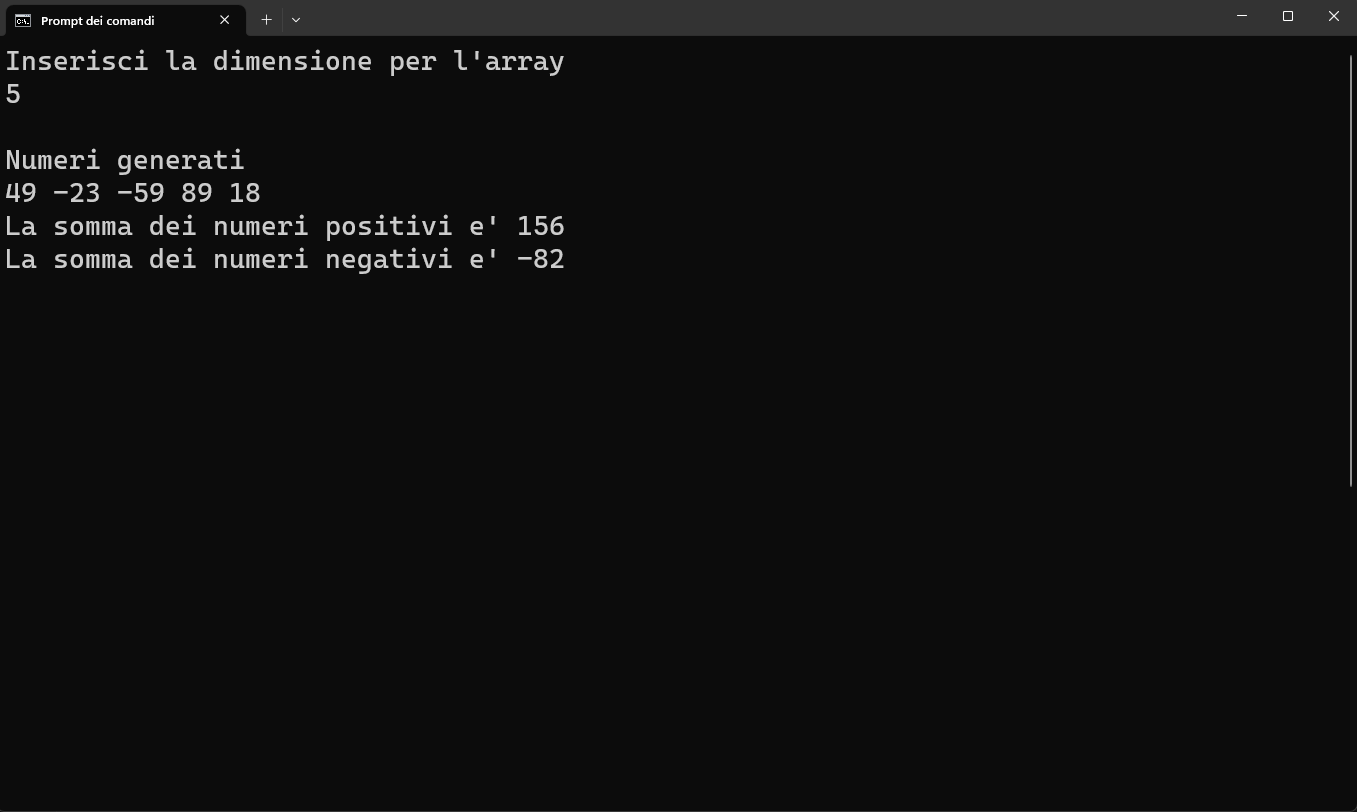 Prompt dei comandi
Inserisci la dimensione per l'array
5
Numeri generati
49 -23 -59 89 18
La somma dei numeri positivi e' 156
La somma dei numeri negativi e' -82